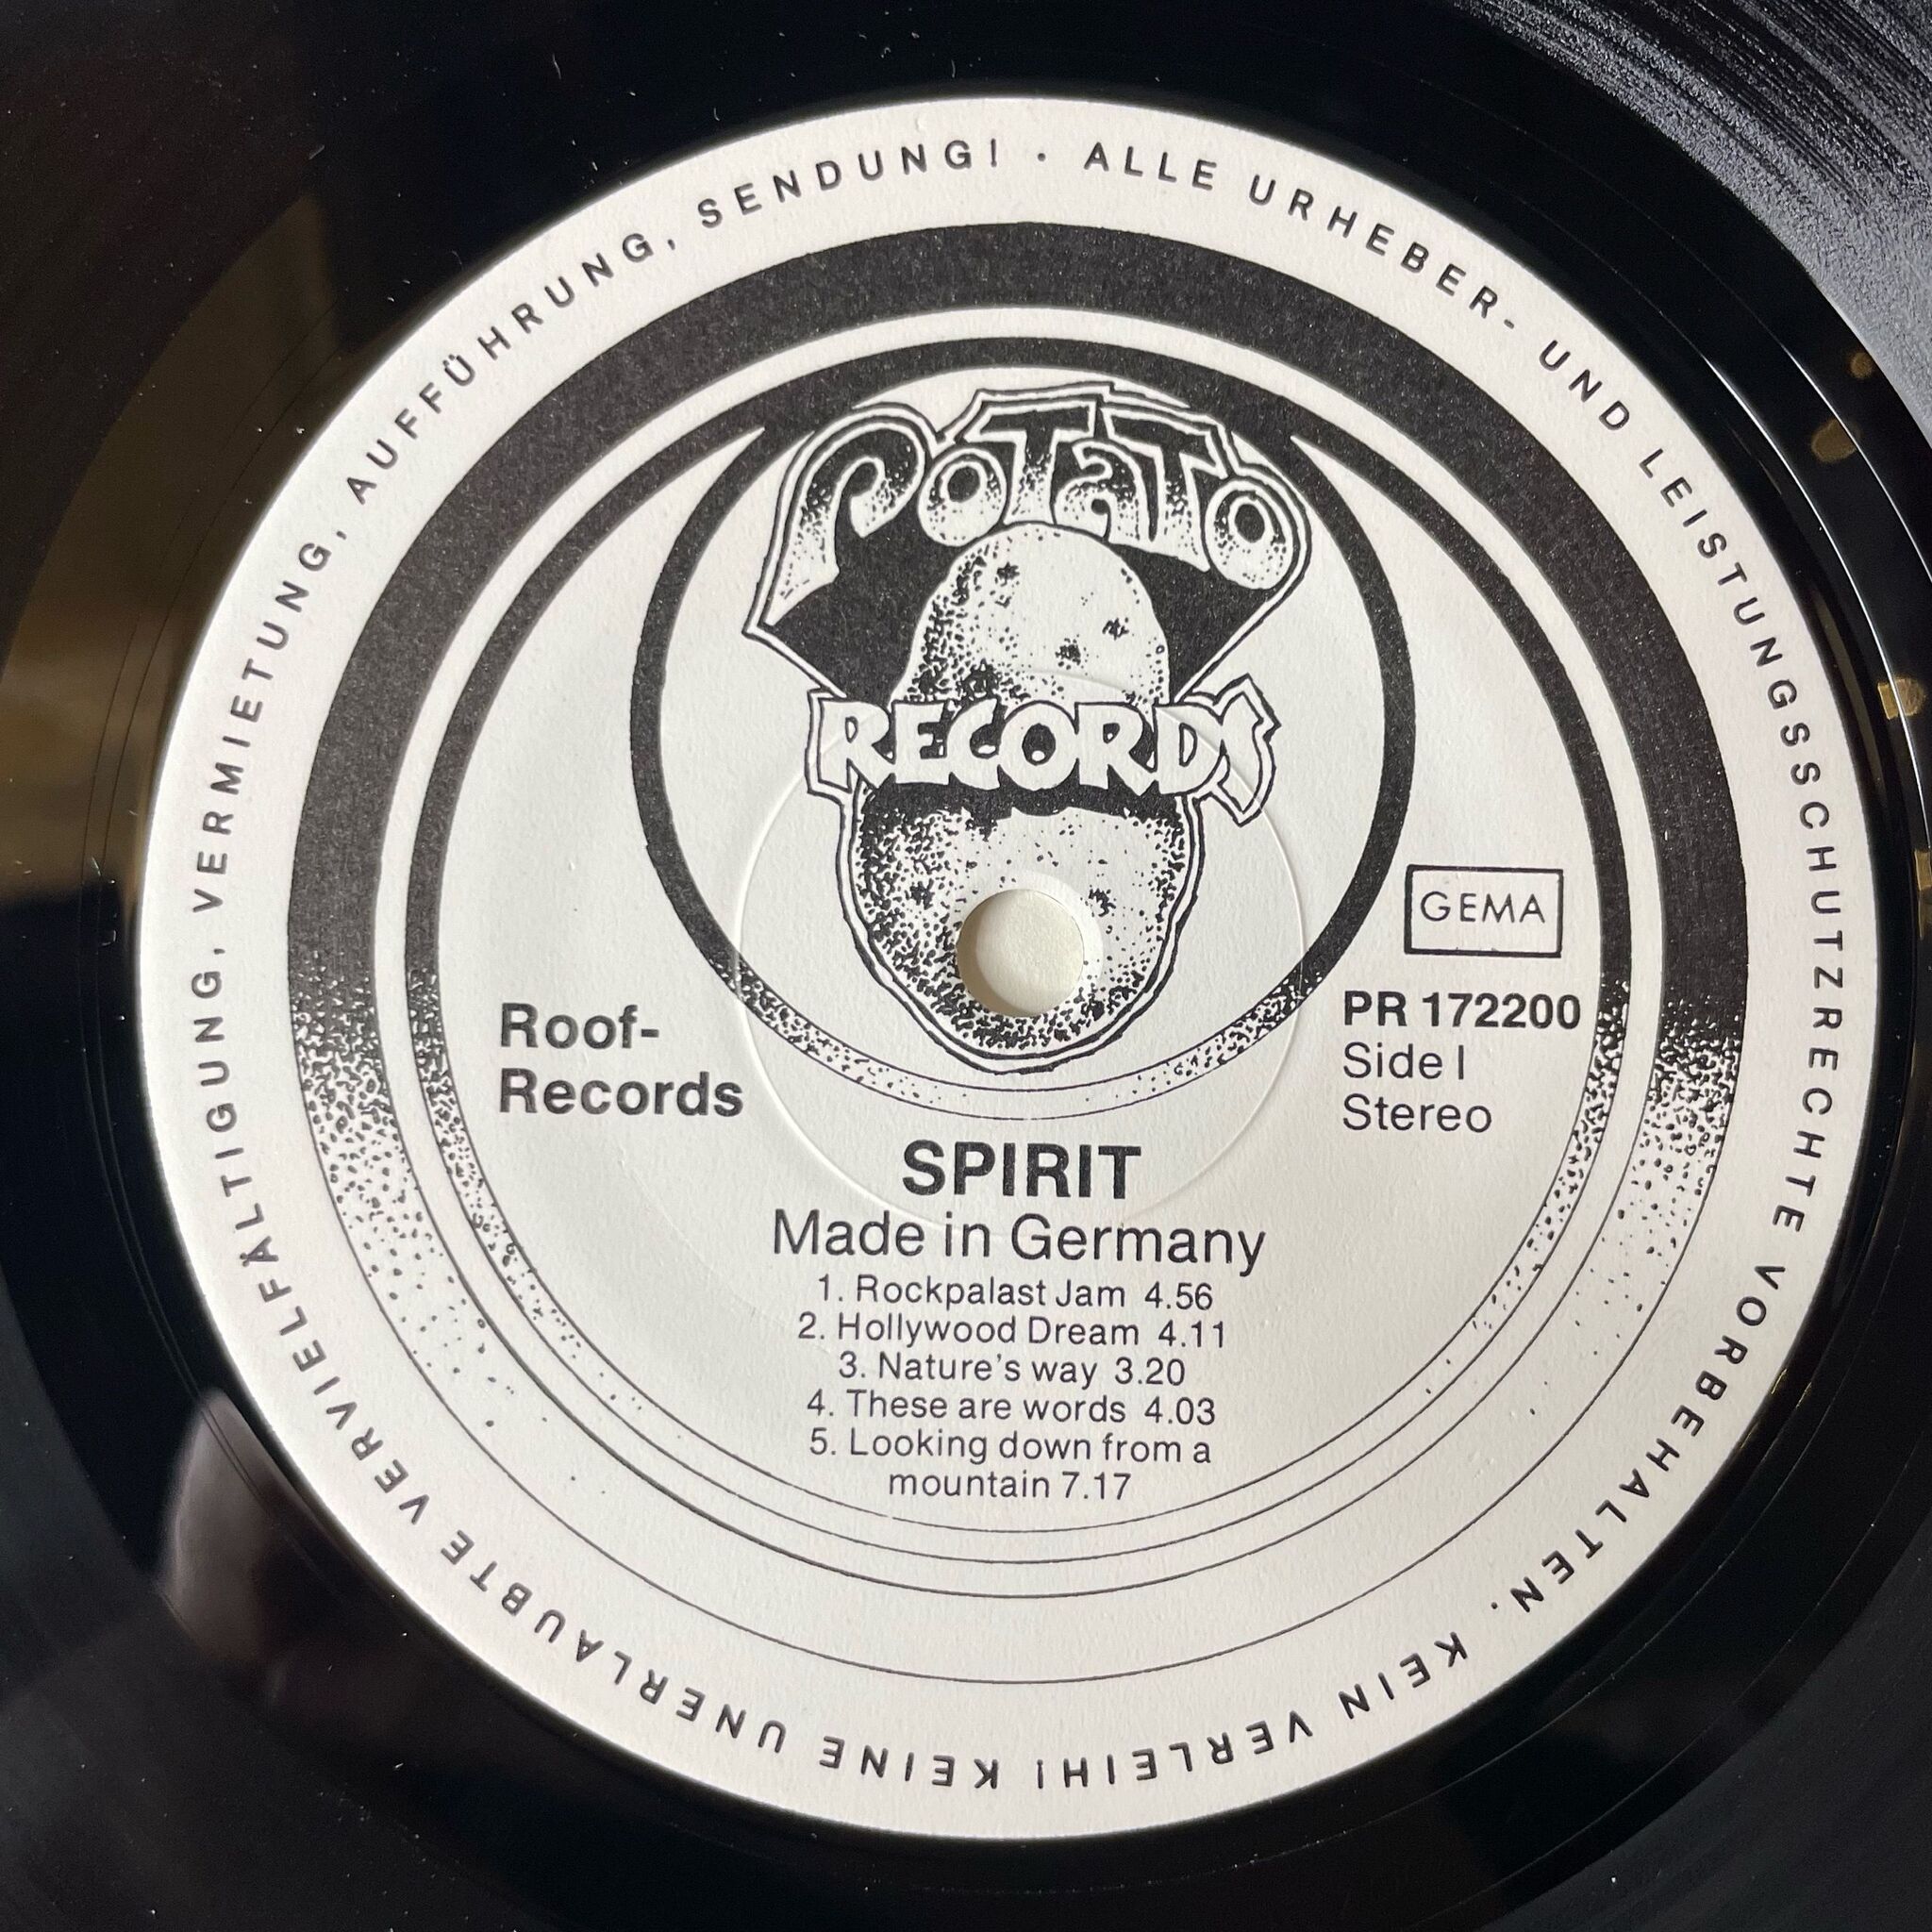 ALLE URHEBER- UND LEISTUNGSSCHUTZRECHTE VORBEHALTEN. KEIN VERLEIH! KEINE UNERLAUBTE VERVIELFÄLTIGUNG, VERMIETUNG, AUFFÜHRUNG, SENDUNG! ·
POTATO
RECORDS
GEMA
Roof-
Records
PR 172200
Side I
Stereo
SPIRIT
Made in Germany
1. Rockpalast Jam 4.56
2. Hollywood Dream 4.11
3. Nature's way 3.20
4. These are words 4.03
5. Looking down from a
mountain 7.17